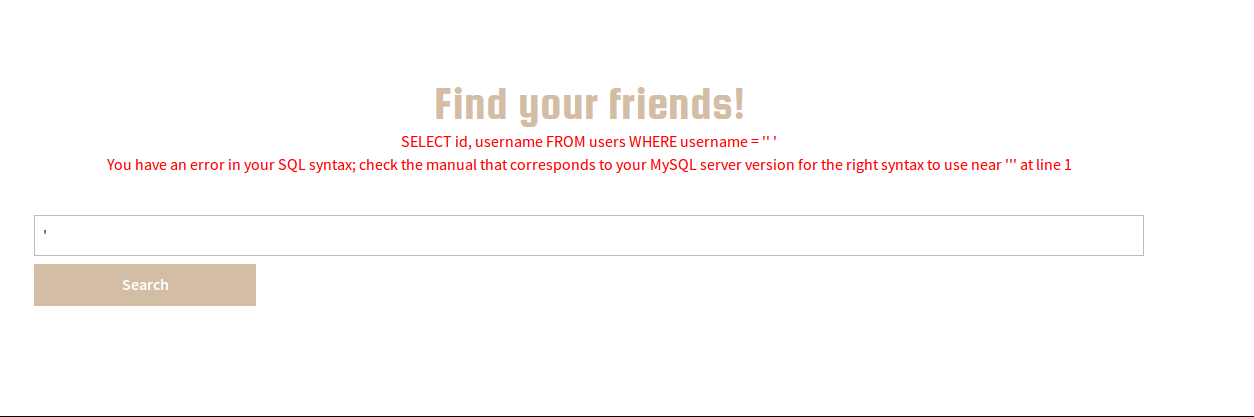 Find your friends!
SELECT id, username FROM users WHERE username = '' '
You have an error in your SQL syntax; check the manual that corresponds to your MySQL server version for the right syntax to use near ''' at line 1
'
Search